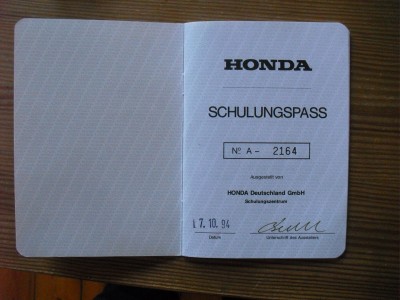 HONDA
SCHULUNGSPASS
No A - 2164
Ausgestellt von
HONDA Deutschland GmbH
Schulungszentrum
17. 10. 94
Datum
Unterschrift des Ausstellers